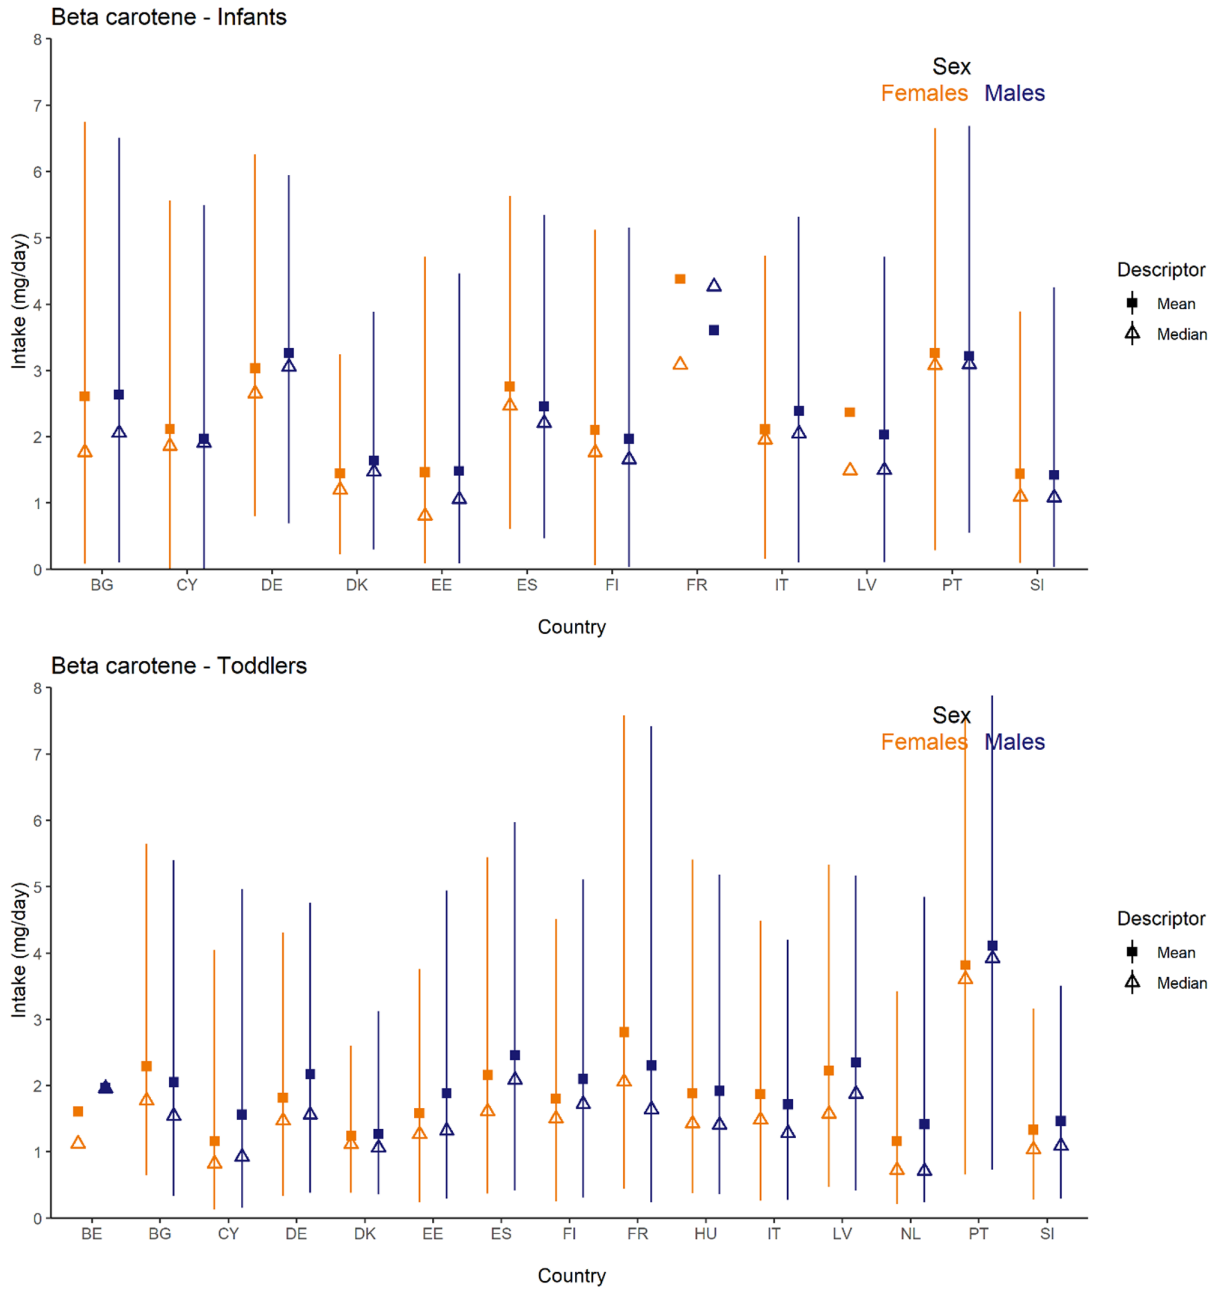 Beta carotene - Infants
8
7
6
5
4
3
2
1
0
Intake (mg/day)
Sex
Females Males
Descriptor
Mean
Median
BG CY DE DK EE ES FI FR IT LV PT SI
Country
Beta carotene - Toddlers
8
7
6
5
4
3
2
1
0
Intake (mg/day)
Sex
Females Males
Descriptor
Mean
Median
BE BG CY DE DK EE ES FI FR HU IT LV NL PT SI
Country